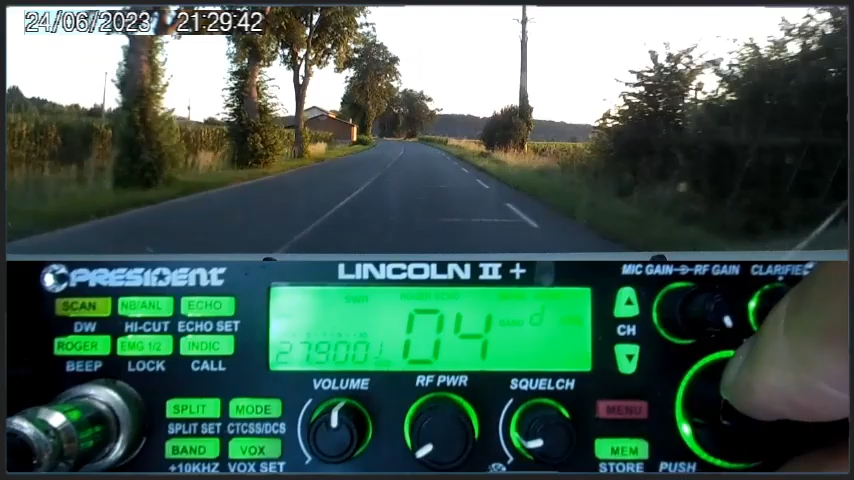 24/06/2023 21:29:42
PRESIDENT LINCOLN II + MIC GAIN RF GAIN CLARIFIE
SCAN NB/ANL ECHO
DW HI-CUT ECHO SET
ROGER EMG 1/2 INDIC
BEEP LOCK CALL
04 BAND d
CH
VOLUME RF PWR SQUELCH
SPLIT MODE MENU
SPLIT SET CTCSS/DCS
BAND VOX MEM
+10KHZ VOX SET STORE PUSH